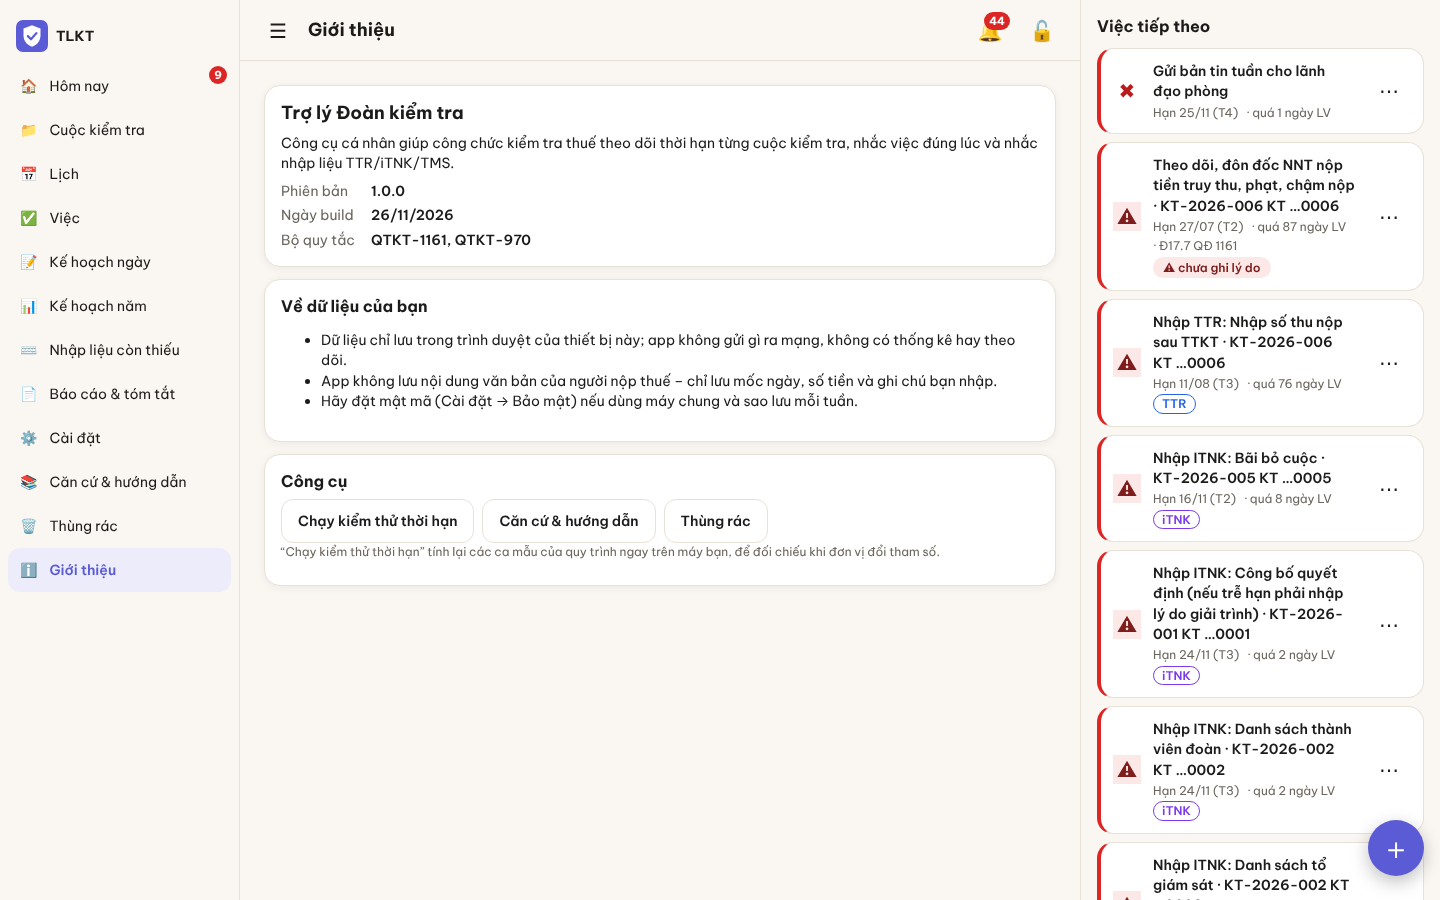 TLKT
Hôm nay
9
Cuộc kiểm tra
Lịch
Việc
Kế hoạch ngày
Kế hoạch năm
Nhập liệu còn thiếu
Báo cáo & tóm tắt
Cài đặt
Căn cứ & hướng dẫn
Thùng rác
Giới thiệu
Giới thiệu
44
Trợ lý Đoàn kiểm tra
Công cụ cá nhân giúp công chức kiểm tra thuế theo dõi thời hạn từng cuộc kiểm tra, nhắc việc đúng lúc và nhắc
nhập liệu TTR/iTNK/TMS.
Phiên bản 1.0.0
Ngày build 26/11/2026
Bộ quy tắc QTKT-1161, QTKT-970
Về dữ liệu của bạn
• Dữ liệu chỉ lưu trong trình duyệt của thiết bị này; app không gửi gì ra mạng, không có thống kê hay theo
dõi.
• App không lưu nội dung văn bản của người nộp thuế – chỉ lưu mốc ngày, số tiền và ghi chú bạn nhập.
• Hãy đặt mật mã (Cài đặt → Bảo mật) nếu dùng máy chung và sao lưu mỗi tuần.
Công cụ
Chạy kiểm thử thời hạn
Căn cứ & hướng dẫn
Thùng rác
“Chạy kiểm thử thời hạn” tính lại các ca mẫu của quy trình ngay trên máy bạn, để đối chiếu khi đơn vị đổi tham số.
Việc tiếp theo
Gửi bản tin tuần cho lãnh
đạo phòng
Hạn 25/11 (T4) · quá 1 ngày LV
Theo dõi, đôn đốc NNT nộp
tiền truy thu, phạt, chậm nộp
· KT-2026-006 KT …0006
Hạn 27/07 (T2) · quá 87 ngày LV
· Đ17.7 QĐ 1161
chưa ghi lý do
Nhập TTR: Nhập số thu nộp
sau TTKT · KT-2026-006
KT …0006
Hạn 11/08 (T3) · quá 76 ngày LV
TTR
Nhập ITNK: Bãi bỏ cuộc ·
KT-2026-005 KT …0005
Hạn 16/11 (T2) · quá 8 ngày LV
iTNK
Nhập ITNK: Công bố quyết
định (nếu trễ hạn phải nhập
lý do giải trình) · KT-2026-
001 KT …0001
Hạn 24/11 (T3) · quá 2 ngày LV
iTNK
Nhập ITNK: Danh sách thành
viên đoàn · KT-2026-002
KT …0002
Hạn 24/11 (T3) · quá 2 ngày LV
iTNK
Nhập ITNK: Danh sách tổ
giám sát · KT-2026-002 KT